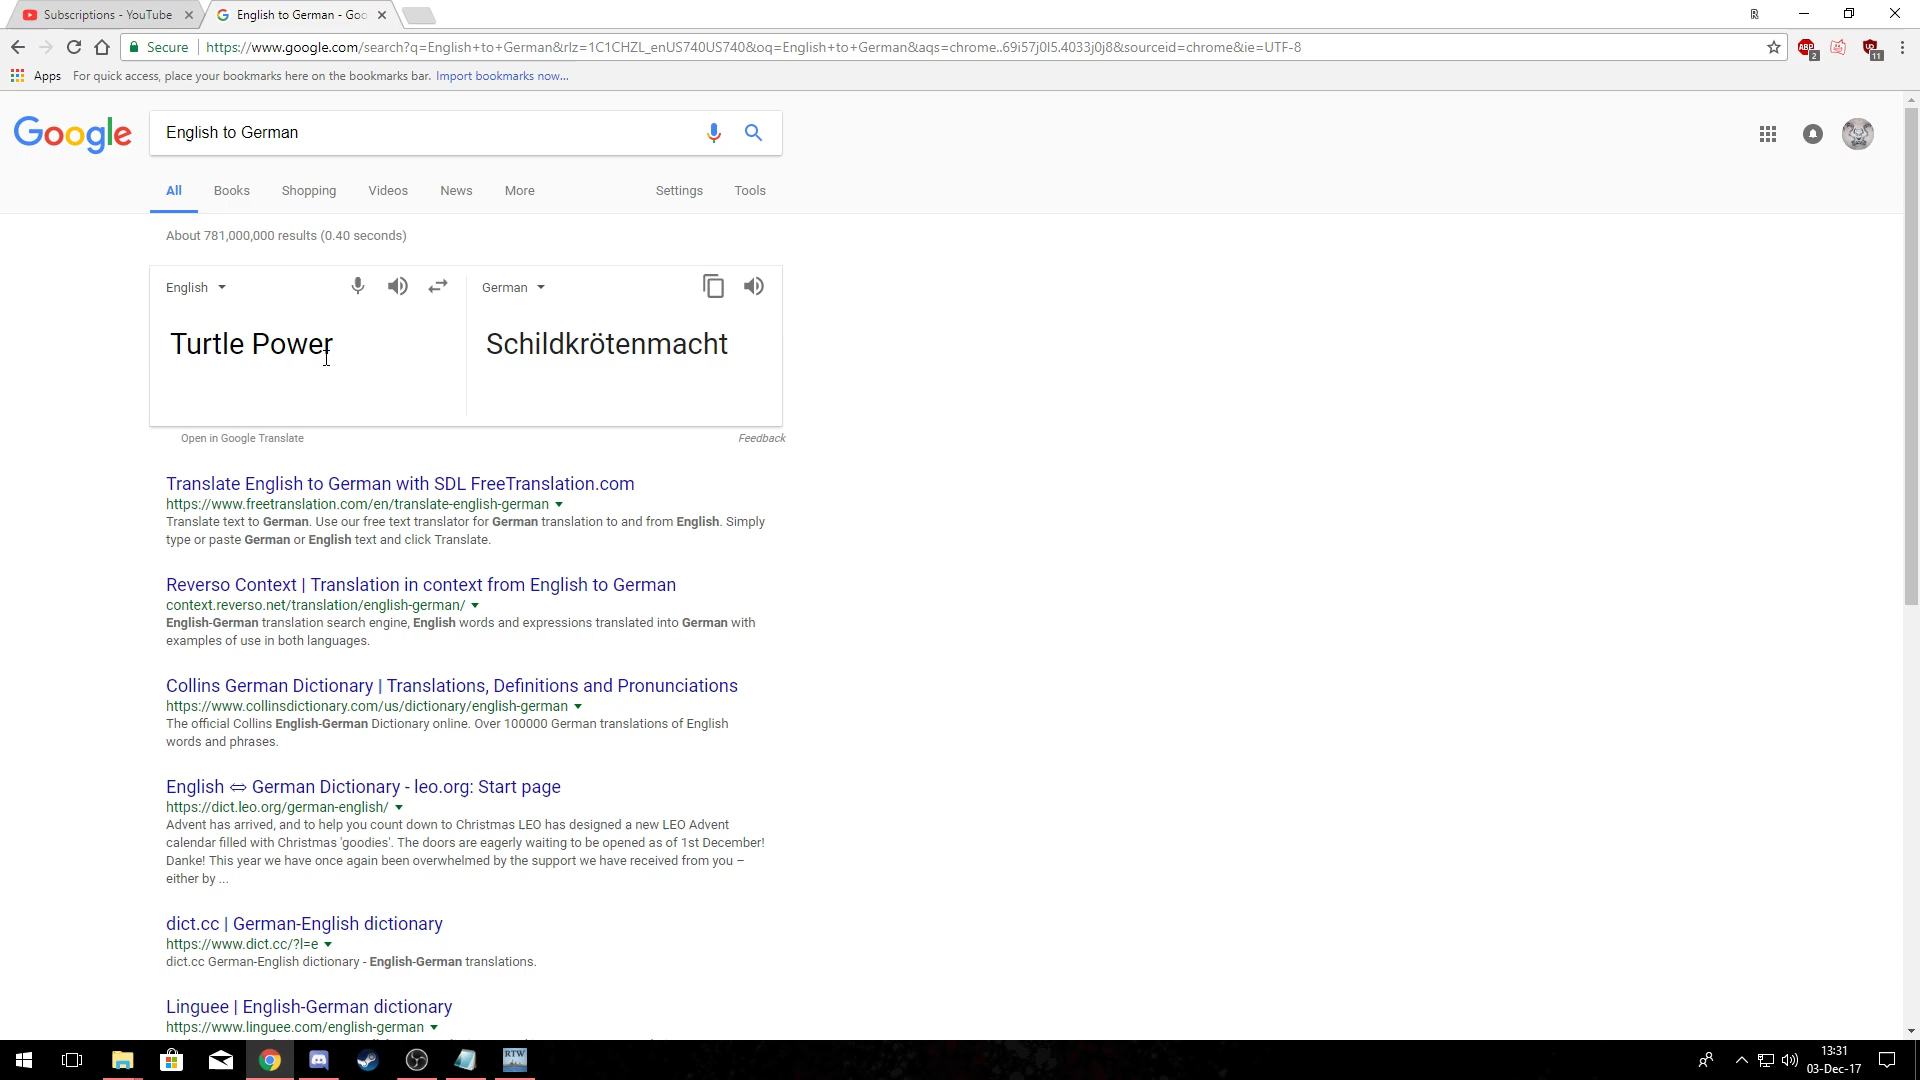 Subscriptions - YouTube
English to German - Goo
Secure
https://www.google.com/search?q=English+to+German&rlz=1C1CHZL_enUS740US740&oq=English+to+German&aqs=chrome..69i57j0l5.4033j0j8&sourceid=chrome&ie=UTF-8
ABP
2
11
Apps
For quick access, place your bookmarks here on the bookmarks bar. Import bookmarks now...
Google
English to German
All Books Shopping Videos News More Settings Tools
About 781,000,000 results (0.40 seconds)
English
German
Turtle Power
Schildkrötenmacht
Open in Google Translate
Feedback
Translate English to German with SDL FreeTranslation.com
https://www.freetranslation.com/en/translate-english-german
Translate text to German. Use our free text translator for German translation to and from English. Simply
type or paste German or English text and click Translate.
Reverso Context | Translation in context from English to German
context.reverso.net/translation/english-german/
English-German translation search engine, English words and expressions translated into German with
examples of use in both languages.
Collins German Dictionary | Translations, Definitions and Pronunciations
https://www.collinsdictionary.com/us/dictionary/english-german
The official Collins English-German Dictionary online. Over 100000 German translations of English
words and phrases.
English ⇔ German Dictionary - leo.org: Start page
https://dict.leo.org/german-english/
Advent has arrived, and to help you count down to Christmas LEO has designed a new LEO Advent
calendar filled with Christmas 'goodies'. The doors are eagerly waiting to be opened as of 1st December!
Danke! This year we have once again been overwhelmed by the support we have received from you –
either by ...
dict.cc | German-English dictionary
https://www.dict.cc/?l=e
dict.cc German-English dictionary - English-German translations.
Linguee | English-German dictionary
https://www.linguee.com/english-german
RTW
13:31
03-Dec-17